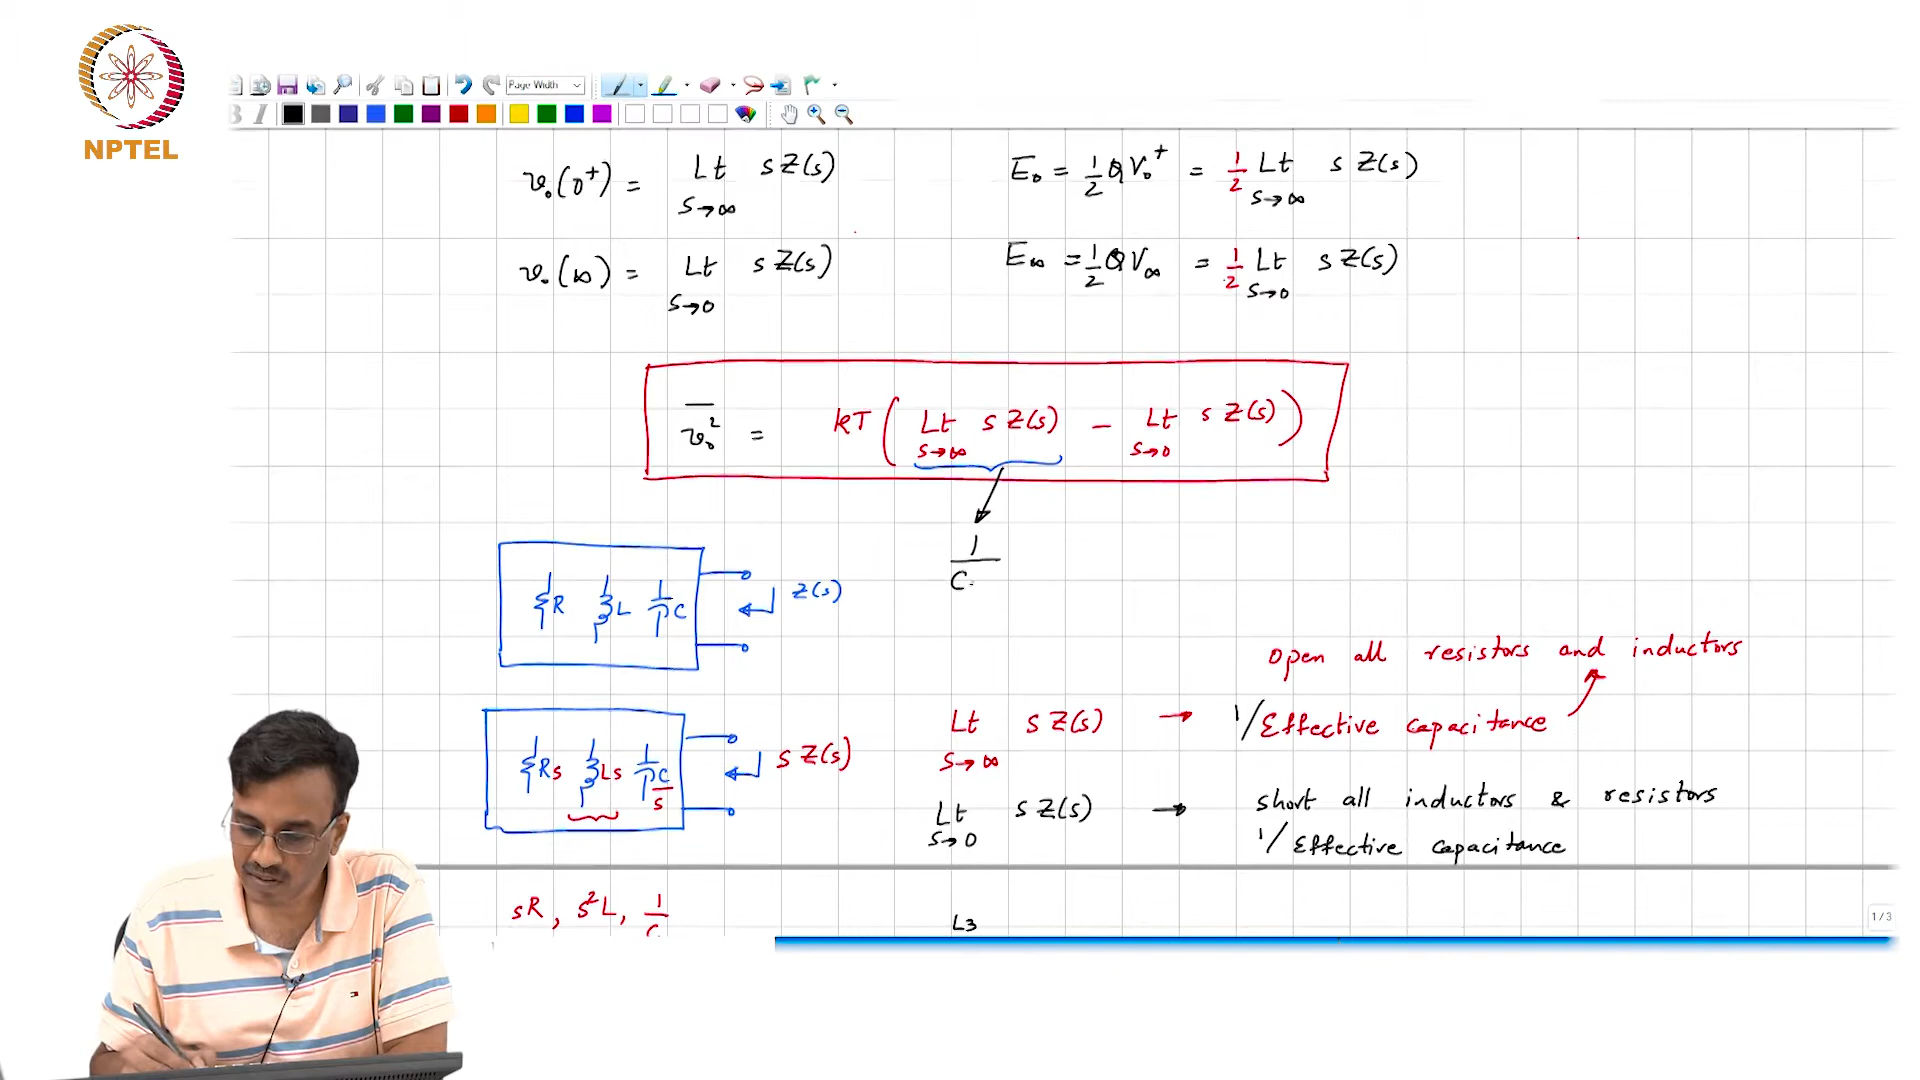 NPTEL
Page Width
B I
v₀(0⁺) = Lt s→∞ s Z(s)
E₀ = 1/2 Q V₀⁺ = 1/2 Lt s→∞ s Z(s)
v₀(∞) = Lt s→0 s Z(s)
E∞ = 1/2 Q V∞ = 1/2 Lt s→0 s Z(s)
v₀² = kT ( Lt s→∞ s Z(s) − Lt s→0 s Z(s) )
1/C
R L C Z(s)
open all resistors and inductors
Lt s→∞ s Z(s) → 1/Effective capacitance
Rs Ls C/s s Z(s)
Lt s→0 s Z(s) → short all inductors & resistors
1/Effective capacitance
sR, s²L, 1/C
L3
1/3